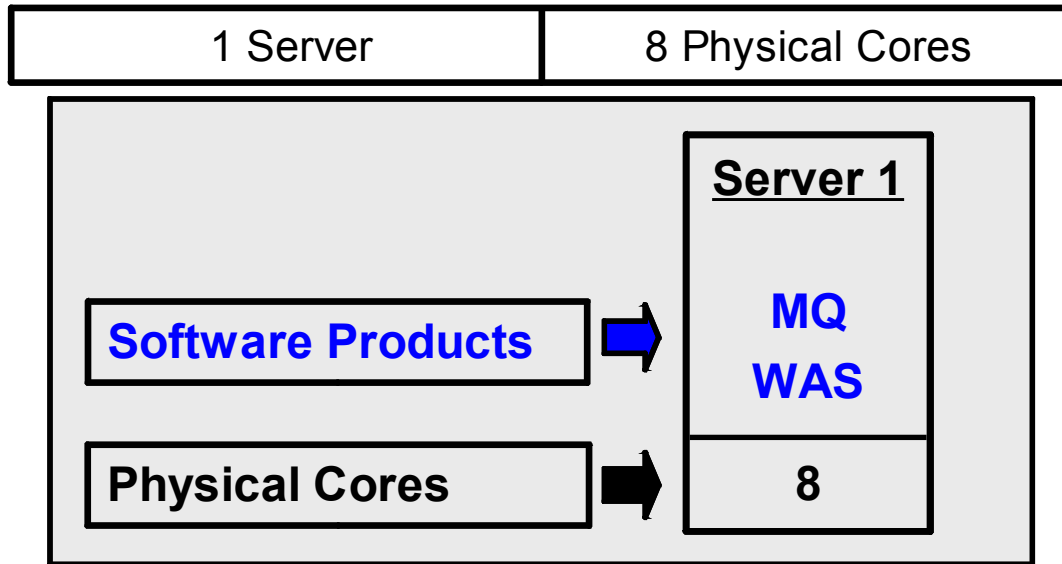 1 Server
8 Physical Cores
Server 1
MQ
Software Products
WAS
Physical Cores
8